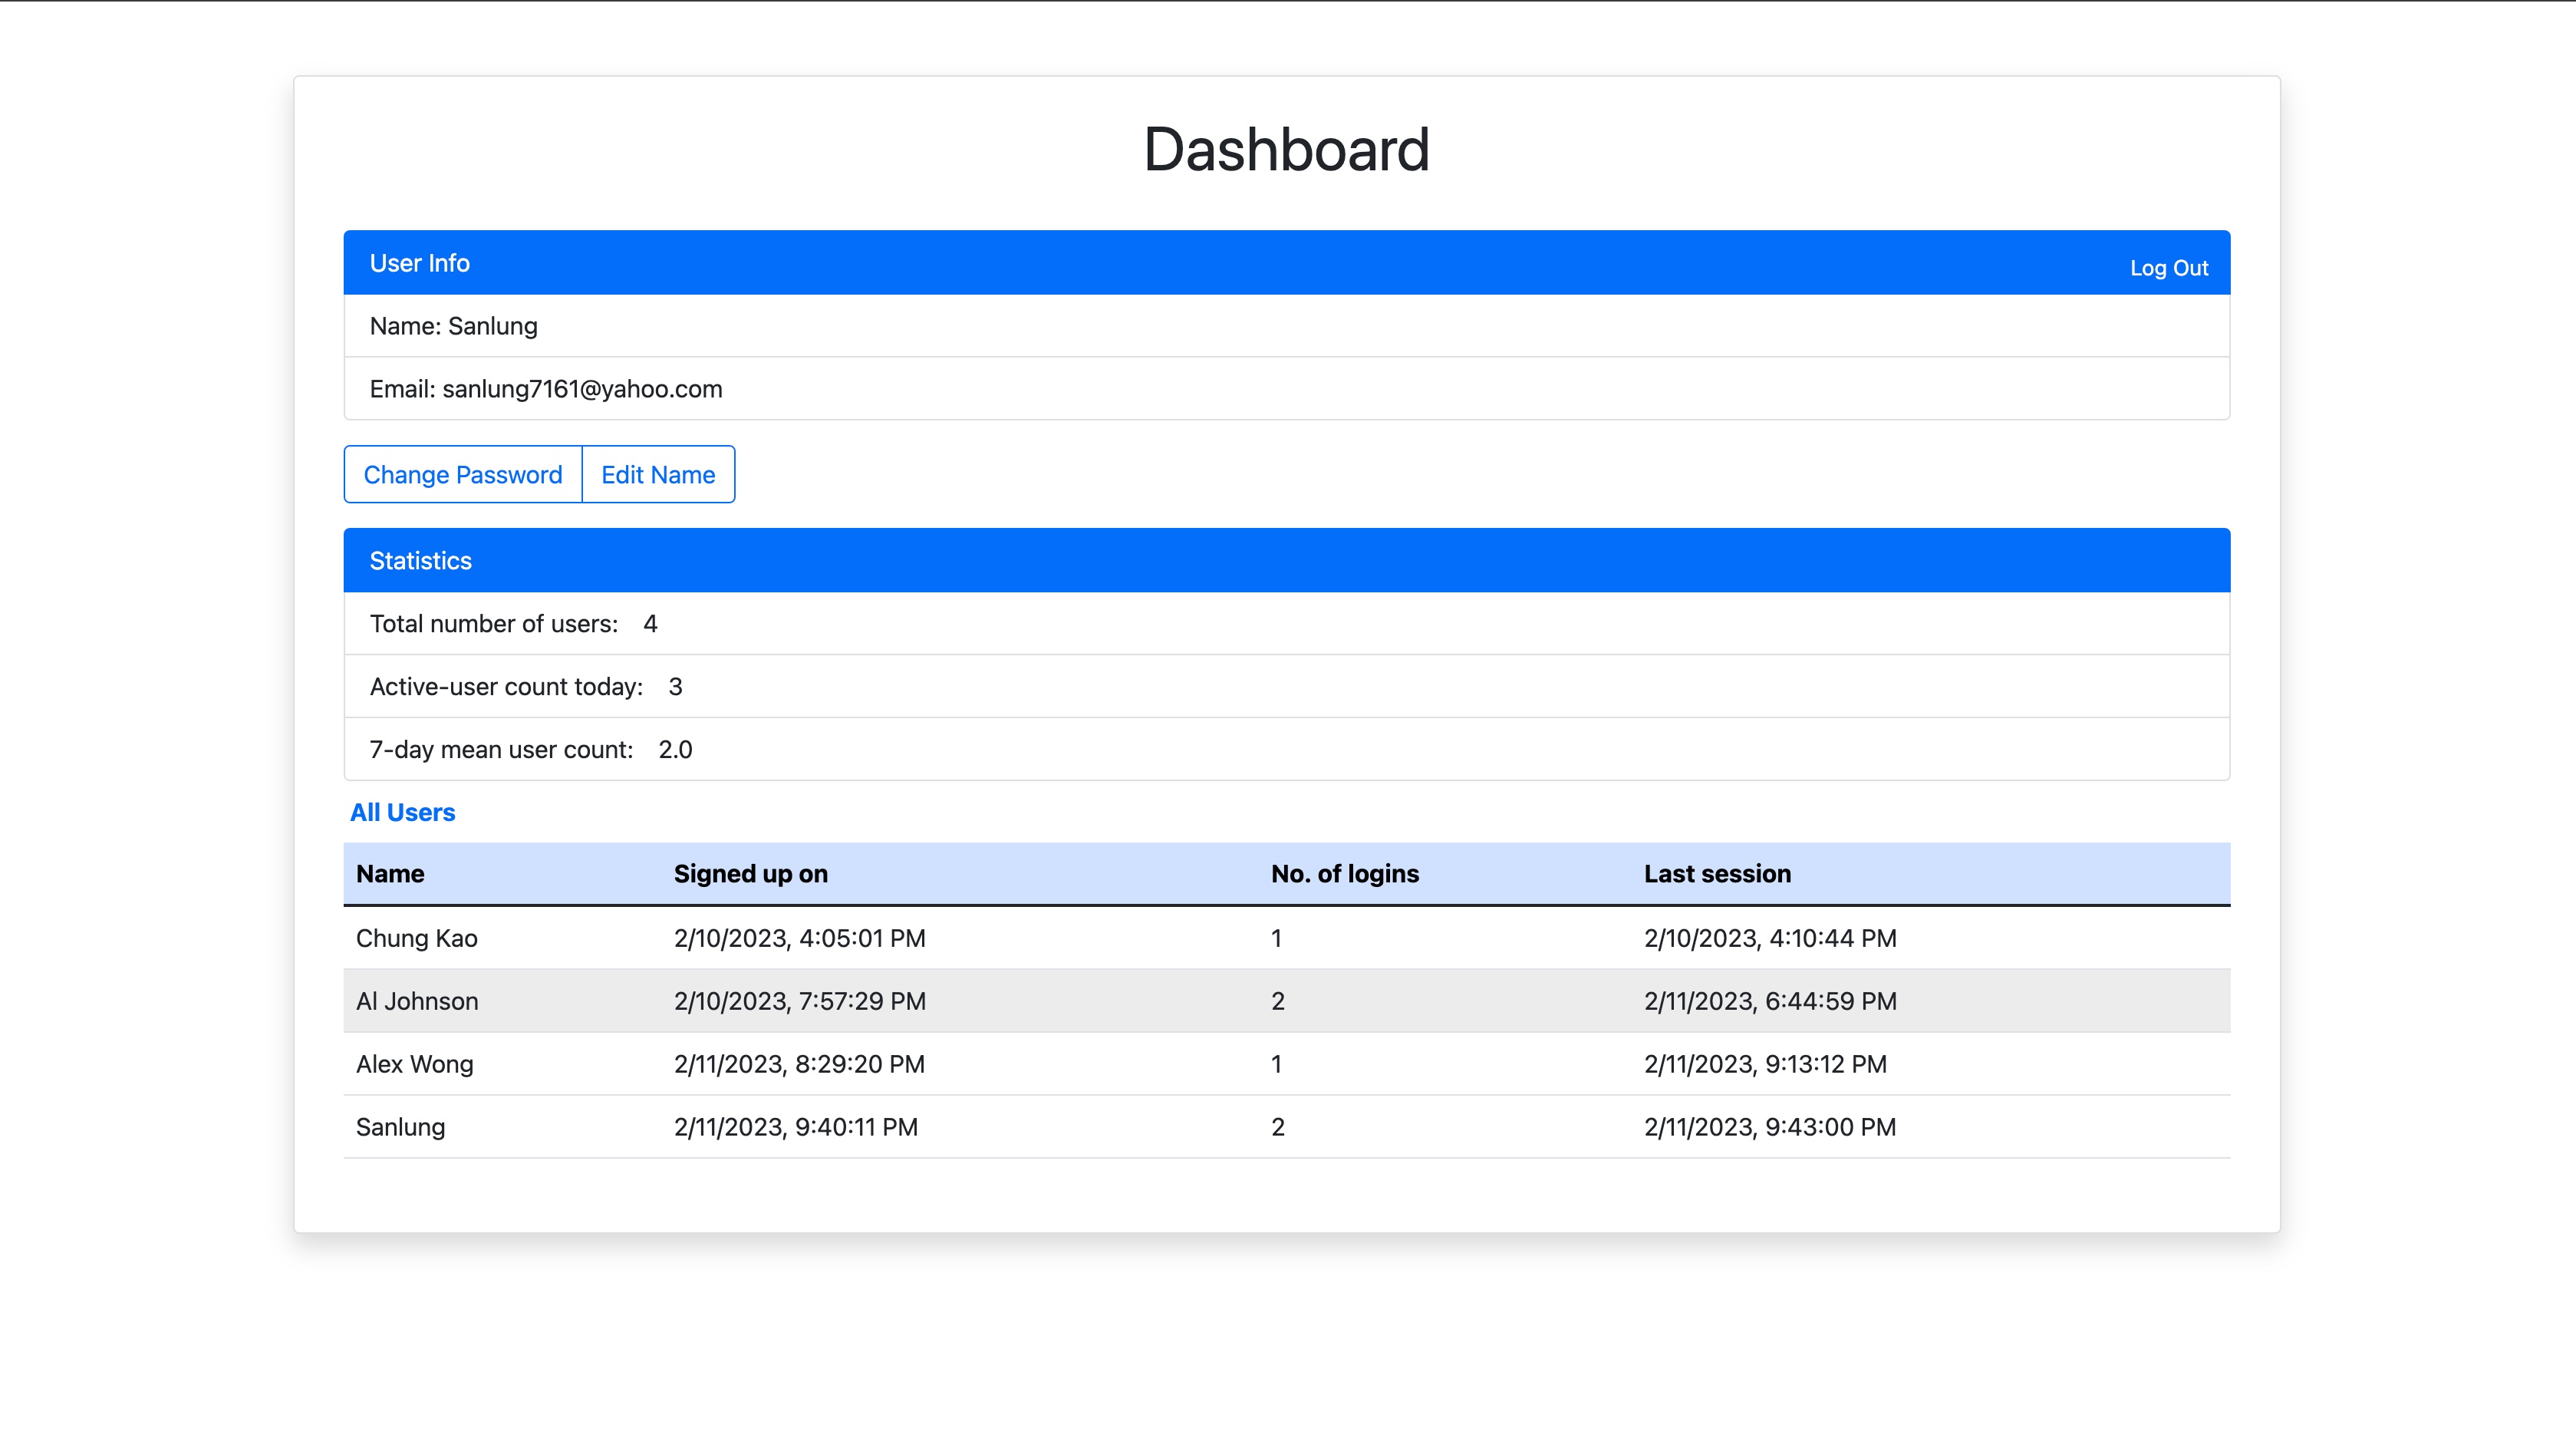 Dashboard
User Info Log Out
Name: Sanlung
Email: sanlung7161@yahoo.com
Change Password Edit Name
Statistics
Total number of users: 4
Active-user count today: 3
7-day mean user count: 2.0
All Users
Name Signed up on No. of logins Last session
Chung Kao 2/10/2023, 4:05:01 PM 1 2/10/2023, 4:10:44 PM
Al Johnson 2/10/2023, 7:57:29 PM 2 2/11/2023, 6:44:59 PM
Alex Wong 2/11/2023, 8:29:20 PM 1 2/11/2023, 9:13:12 PM
Sanlung 2/11/2023, 9:40:11 PM 2 2/11/2023, 9:43:00 PM